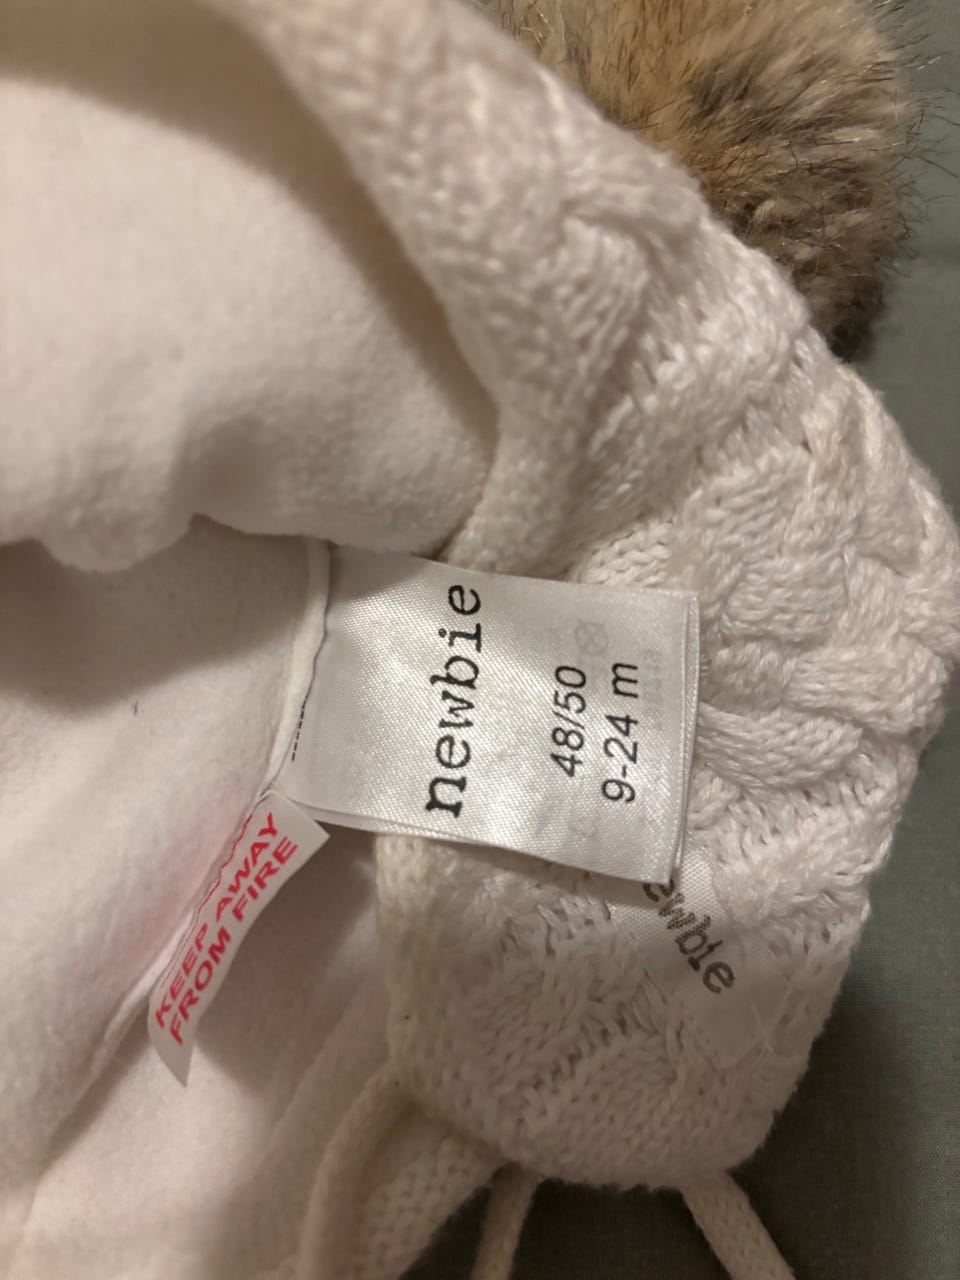 newbie
48/50
9-24 m
KEEP AWAY
FROM FIRE
ewbie